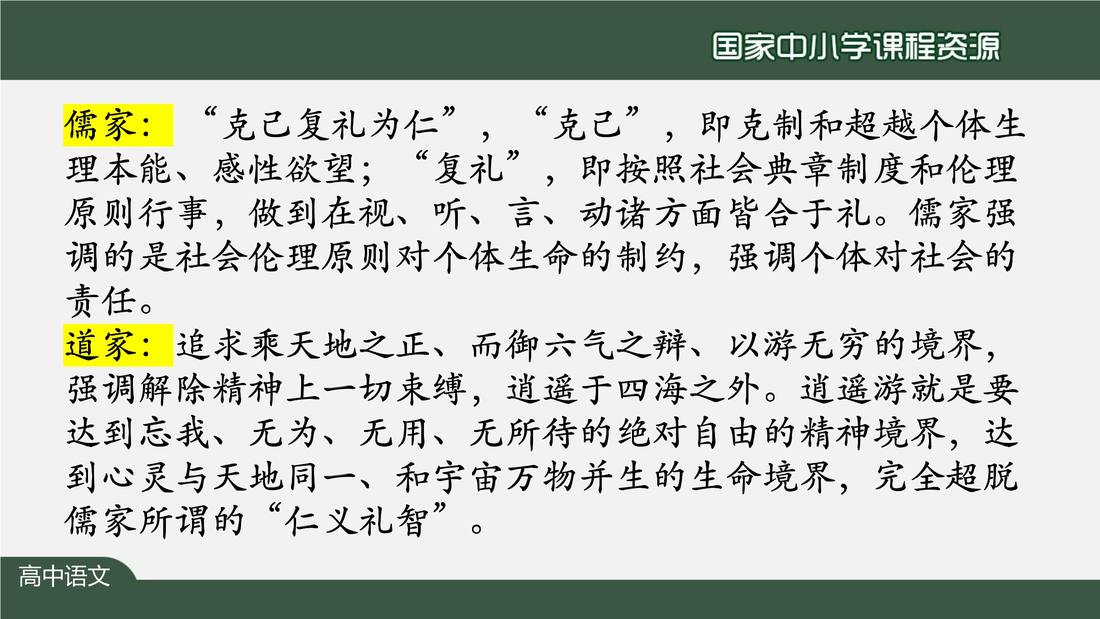 国家中小学课程资源
儒家：“克己复礼为仁”，“克己”，即克制和超越个体生
理本能、感性欲望；“复礼”，即按照社会典章制度和伦理
原则行事，做到在视、听、言、动诸方面皆合于礼。儒家强
调的是社会伦理原则对个体生命的制约，强调个体对社会的
责任。
道家：追求乘天地之正、而御六气之辩、以游无穷的境界，
强调解除精神上一切束缚，逍遥于四海之外。逍遥游就是要
达到忘我、无为、无用、无所待的绝对自由的精神境界，达
到心灵与天地同一、和宇宙万物并生的生命境界，完全超脱
儒家所谓的“仁义礼智”。
高中语文